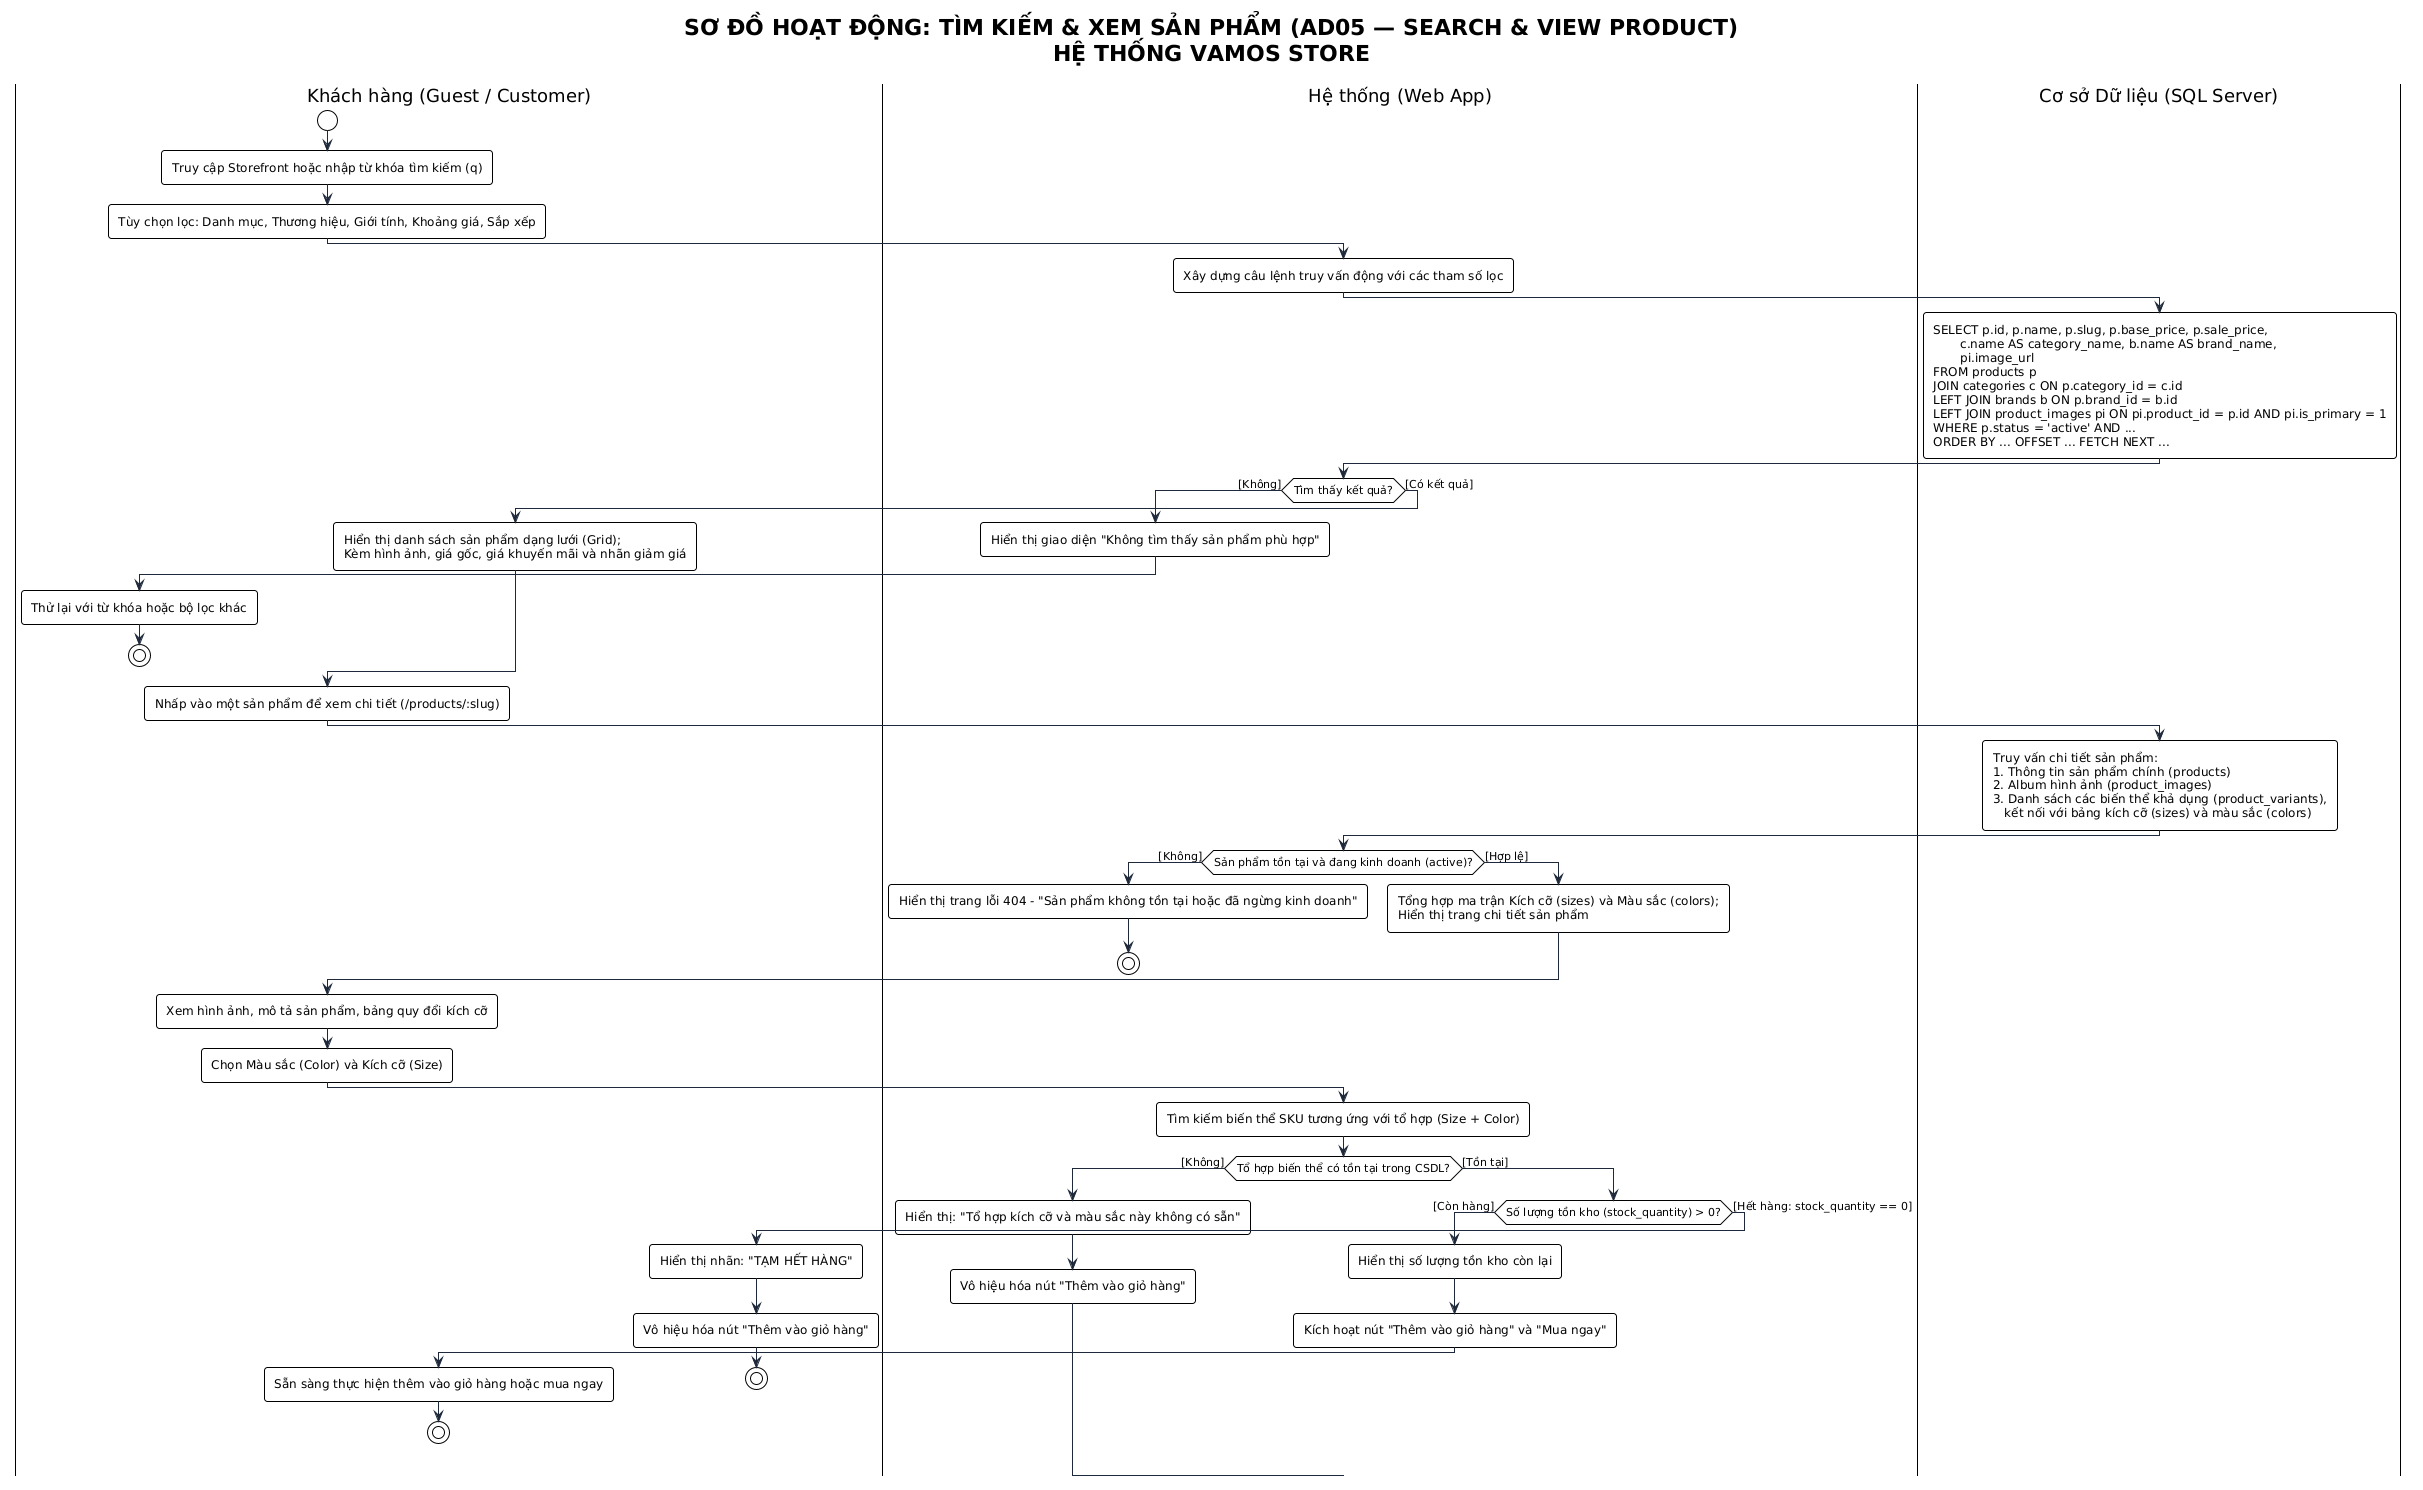 SƠ ĐỒ HOẠT ĐỘNG: TÌM KIẾM & XEM SẢN PHẨM (AD05 — SEARCH & VIEW PRODUCT)
HỆ THỐNG VAMOS STORE
Khách hàng (Guest / Customer)
Hệ thống (Web App)
Cơ sở Dữ liệu (SQL Server)
Truy cập Storefront hoặc nhập từ khóa tìm kiếm (q)
Tùy chọn lọc: Danh mục, Thương hiệu, Giới tính, Khoảng giá, Sắp xếp
Xây dựng câu lệnh truy vấn động với các tham số lọc
SELECT p.id, p.name, p.slug, p.base_price, p.sale_price,
c.name AS category_name, b.name AS brand_name,
pi.image_url
FROM products p
JOIN categories c ON p.category_id = c.id
LEFT JOIN brands b ON p.brand_id = b.id
LEFT JOIN product_images pi ON pi.product_id = p.id AND pi.is_primary = 1
WHERE p.status = 'active' AND ...
ORDER BY ... OFFSET ... FETCH NEXT ...
[Không]
Tìm thấy kết quả?
[Có kết quả]
Hiển thị danh sách sản phẩm dạng lưới (Grid);
Kèm hình ảnh, giá gốc, giá khuyến mãi và nhãn giảm giá
Hiển thị giao diện "Không tìm thấy sản phẩm phù hợp"
Thử lại với từ khóa hoặc bộ lọc khác
Nhấp vào một sản phẩm để xem chi tiết (/products/:slug)
Truy vấn chi tiết sản phẩm:
1. Thông tin sản phẩm chính (products)
2. Album hình ảnh (product_images)
3. Danh sách các biến thể khả dụng (product_variants),
kết nối với bảng kích cỡ (sizes) và màu sắc (colors)
[Không]
Sản phẩm tồn tại và đang kinh doanh (active)?
[Hợp lệ]
Hiển thị trang lỗi 404 - "Sản phẩm không tồn tại hoặc đã ngừng kinh doanh"
Tổng hợp ma trận Kích cỡ (sizes) và Màu sắc (colors);
Hiển thị trang chi tiết sản phẩm
Xem hình ảnh, mô tả sản phẩm, bảng quy đổi kích cỡ
Chọn Màu sắc (Color) và Kích cỡ (Size)
Tìm kiếm biến thể SKU tương ứng với tổ hợp (Size + Color)
[Không]
Tổ hợp biến thể có tồn tại trong CSDL?
[Tồn tại]
Hiển thị: "Tổ hợp kích cỡ và màu sắc này không có sẵn"
[Còn hàng]
Số lượng tồn kho (stock_quantity) > 0?
[Hết hàng: stock_quantity == 0]
Hiển thị nhãn: "TẠM HẾT HÀNG"
Hiển thị số lượng tồn kho còn lại
Vô hiệu hóa nút "Thêm vào giỏ hàng"
Vô hiệu hóa nút "Thêm vào giỏ hàng"
Kích hoạt nút "Thêm vào giỏ hàng" và "Mua ngay"
Sẵn sàng thực hiện thêm vào giỏ hàng hoặc mua ngay